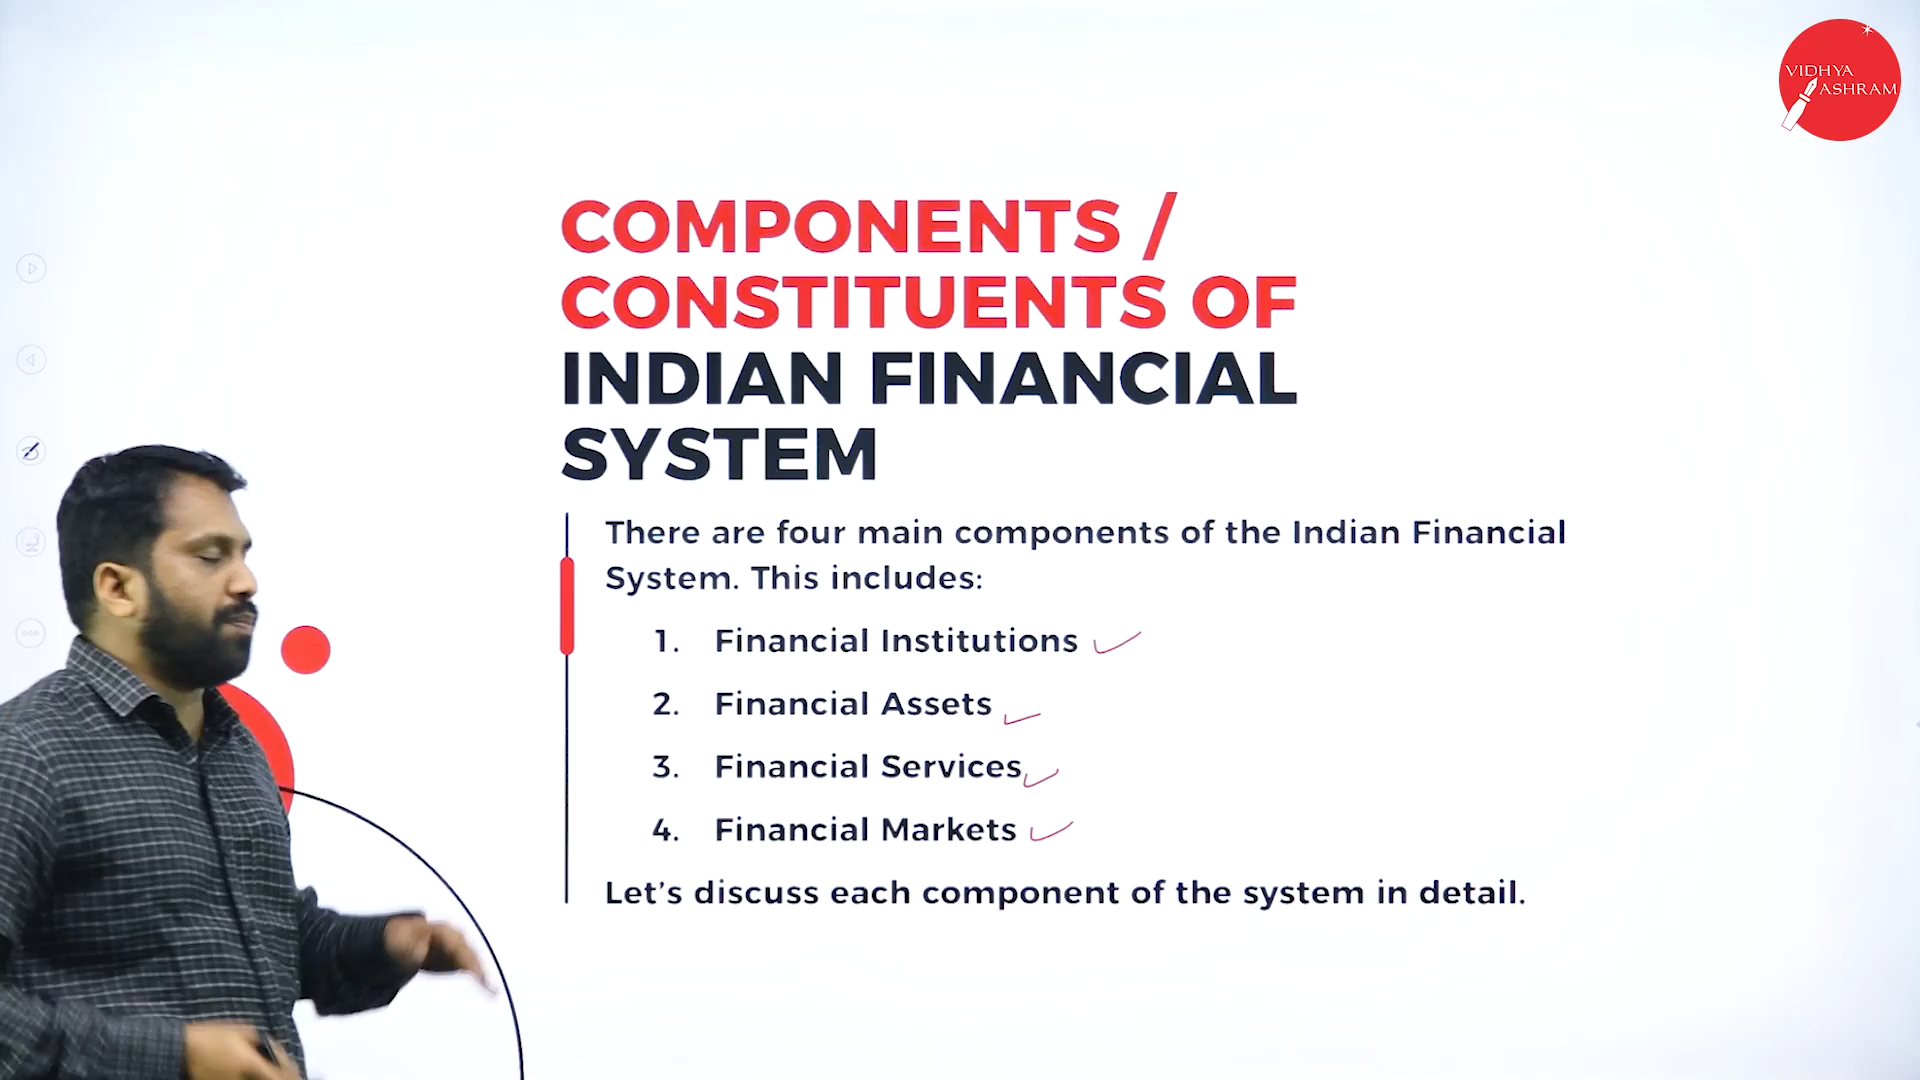 VIDHYA
ASHRAM
COMPONENTS /
CONSTITUENTS OF
INDIAN FINANCIAL
SYSTEM
There are four main components of the Indian Financial
System. This includes:
1. Financial Institutions
2. Financial Assets
3. Financial Services
4. Financial Markets
Let's discuss each component of the system in detail.